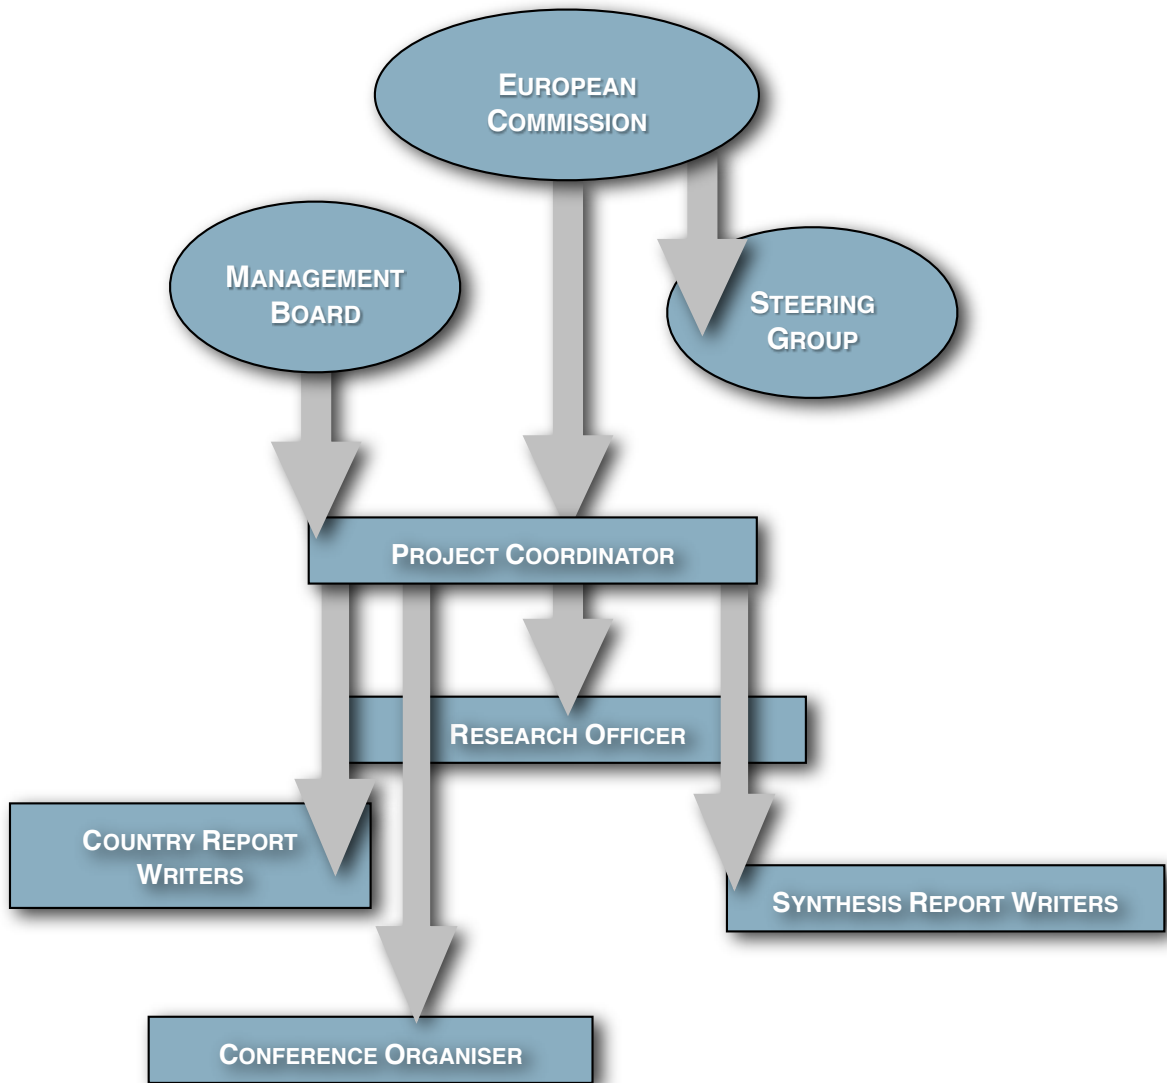 EUROPEAN
COMMISSION
MANAGEMENT
BOARD
STEERING
GROUP
PROJECT COORDINATOR
RESEARCH OFFICER
COUNTRY REPORT
WRITERS
SYNTHESIS REPORT WRITERS
CONFERENCE ORGANISER